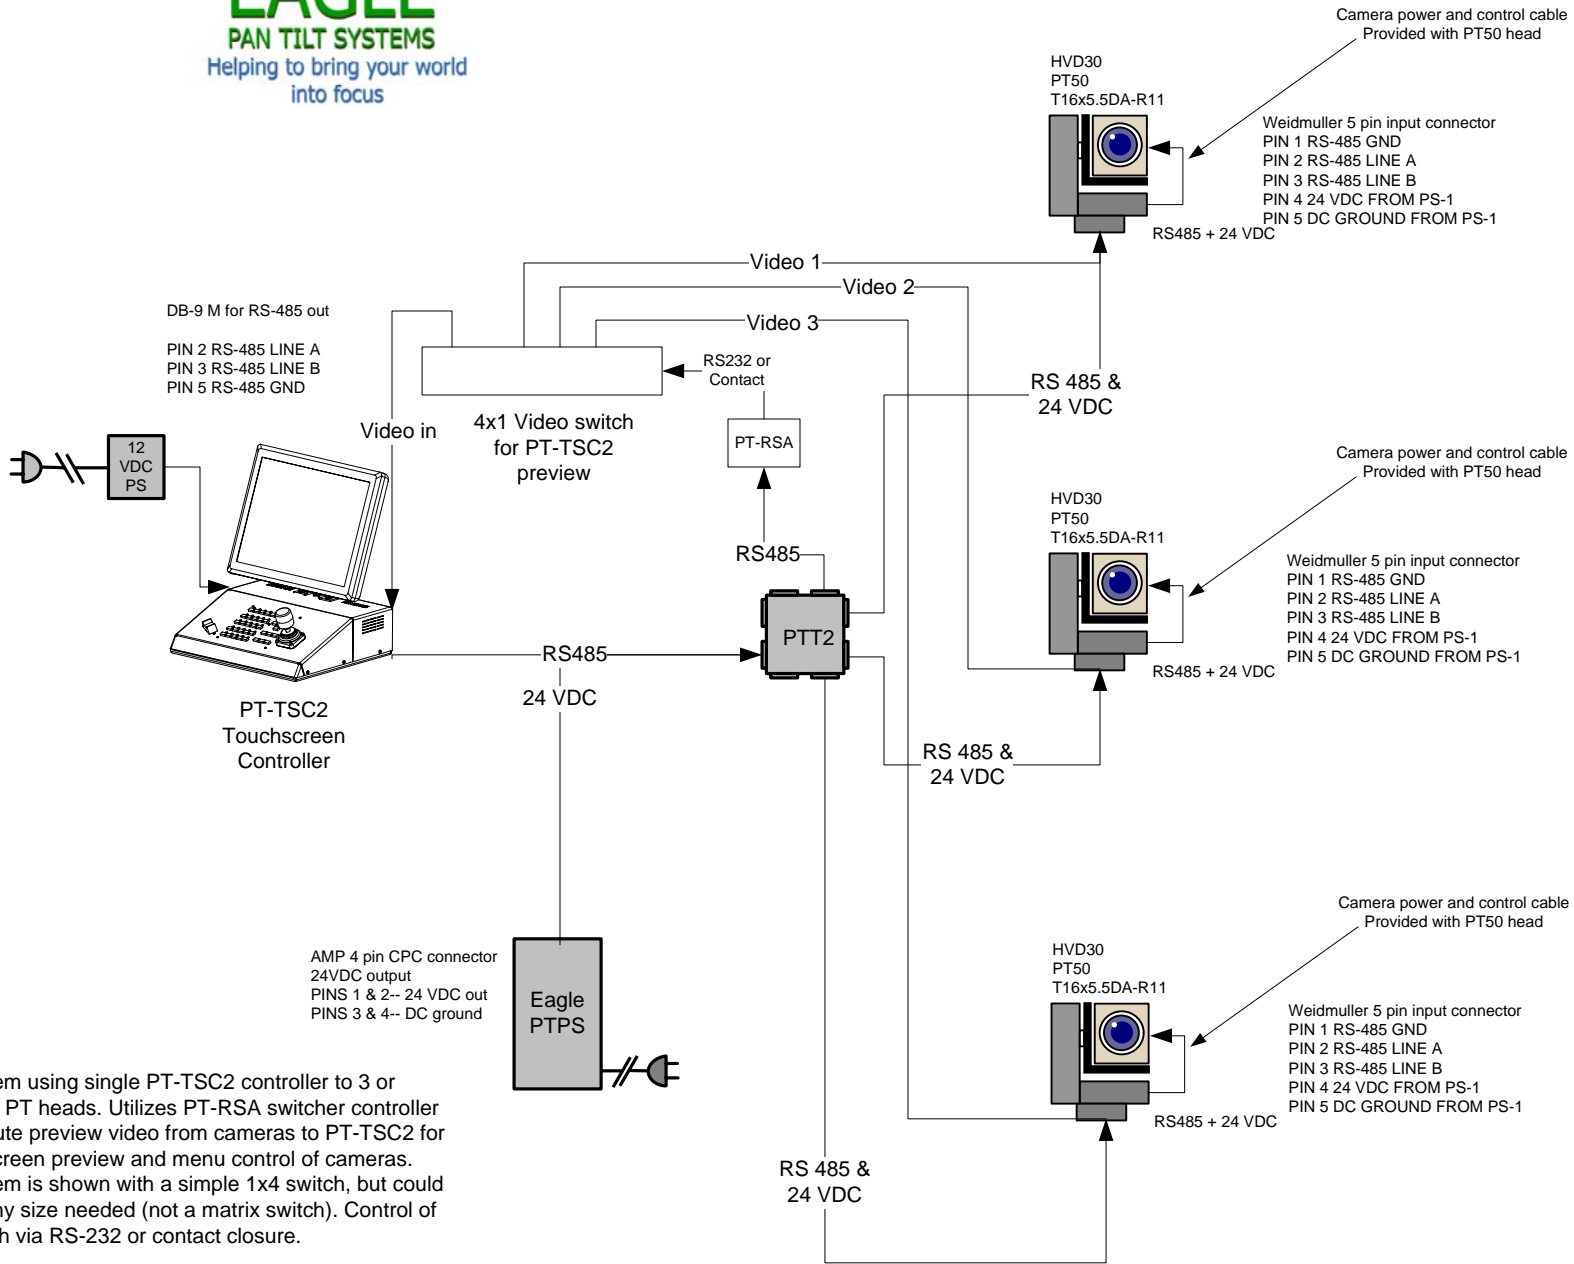 EAGLE
PAN TILT SYSTEMS
Helping to bring your world
into focus
Camera power and control cable
Provided with PT50 head
HVD30
PT50
T16x5.5DA-R11
Weidmuller 5 pin input connector
PIN 1 RS-485 GND
PIN 2 RS-485 LINE A
PIN 3 RS-485 LINE B
PIN 4 24 VDC FROM PS-1
PIN 5 DC GROUND FROM PS-1
RS485 + 24 VDC
Video 1
Video 2
Video 3
DB-9 M for RS-485 out
PIN 2 RS-485 LINE A
PIN 3 RS-485 LINE B
PIN 5 RS-485 GND
RS232 or
Contact
RS 485 &
24 VDC
Video in
4x1 Video switch
for PT-TSC2
preview
PT-RSA
12
VDC
PS
Camera power and control cable
Provided with PT50 head
HVD30
PT50
T16x5.5DA-R11
Weidmuller 5 pin input connector
PIN 1 RS-485 GND
PIN 2 RS-485 LINE A
PIN 3 RS-485 LINE B
PIN 4 24 VDC FROM PS-1
PIN 5 DC GROUND FROM PS-1
RS485 + 24 VDC
RS485
PTT2
RS485
24 VDC
PT-TSC2
Touchscreen
Controller
RS 485 &
24 VDC
Camera power and control cable
Provided with PT50 head
HVD30
PT50
T16x5.5DA-R11
Weidmuller 5 pin input connector
PIN 1 RS-485 GND
PIN 2 RS-485 LINE A
PIN 3 RS-485 LINE B
PIN 4 24 VDC FROM PS-1
PIN 5 DC GROUND FROM PS-1
RS485 + 24 VDC
AMP 4 pin CPC connector
24VDC output
PINS 1 & 2-- 24 VDC out
PINS 3 & 4-- DC ground
Eagle
PTPS
RS 485 &
24 VDC
em using single PT-TSC2 controller to 3 or
PT heads. Utilizes PT-RSA switcher controller
ute preview video from cameras to PT-TSC2 for
creen preview and menu control of cameras.
em is shown with a simple 1x4 switch, but could
ny size needed (not a matrix switch). Control of
h via RS-232 or contact closure.